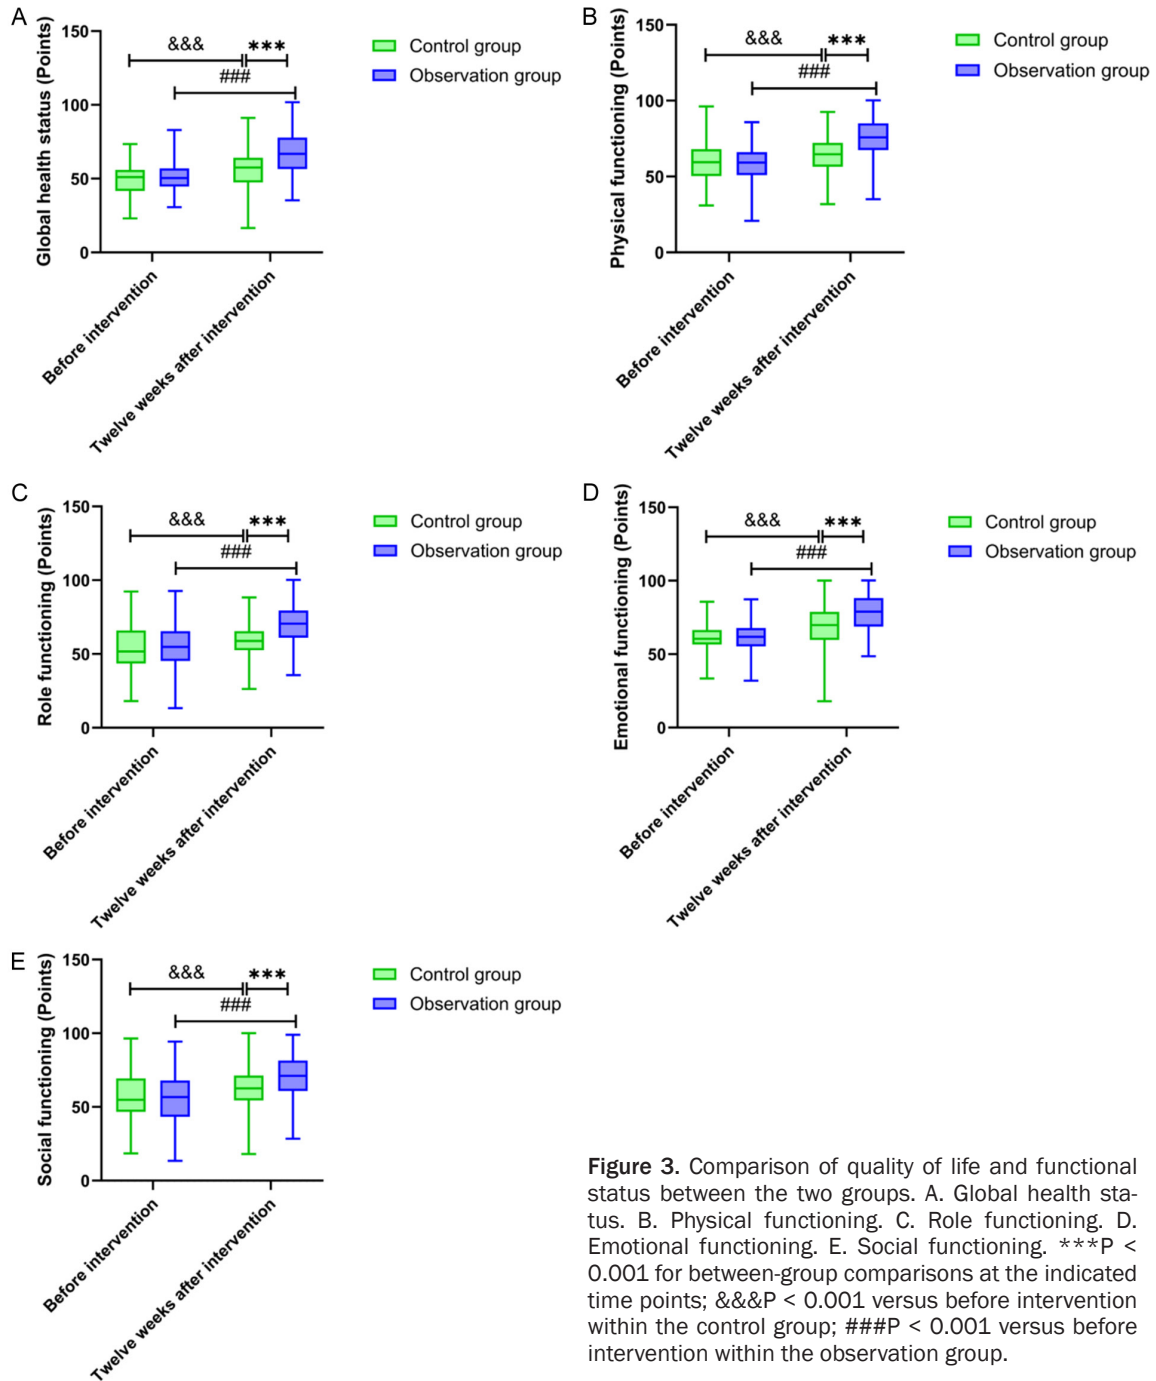 A
Global health status (Points)
150
100
50
0
&&&
***
###
Control group
Observation group
Before intervention
Twelve weeks after intervention
B
Physical functioning (Points)
150
100
50
0
&&&
***
###
Control group
Observation group
Before intervention
Twelve weeks after intervention
C
Role functioning (Points)
150
100
50
0
&&&
***
###
Control group
Observation group
Before intervention
Twelve weeks after intervention
D
Emotional functioning (Points)
150
100
50
0
&&&
***
###
Control group
Observation group
Before intervention
Twelve weeks after intervention
E
Social functioning (Points)
150
100
50
0
&&&
***
###
Control group
Observation group
Before intervention
Twelve weeks after intervention
Figure 3. Comparison of quality of life and functional
status between the two groups. A. Global health sta-
tus. B. Physical functioning. C. Role functioning. D.
Emotional functioning. E. Social functioning. ***P <
0.001 for between-group comparisons at the indicated
time points; &&&P < 0.001 versus before intervention
within the control group; ###P < 0.001 versus before
intervention within the observation group.